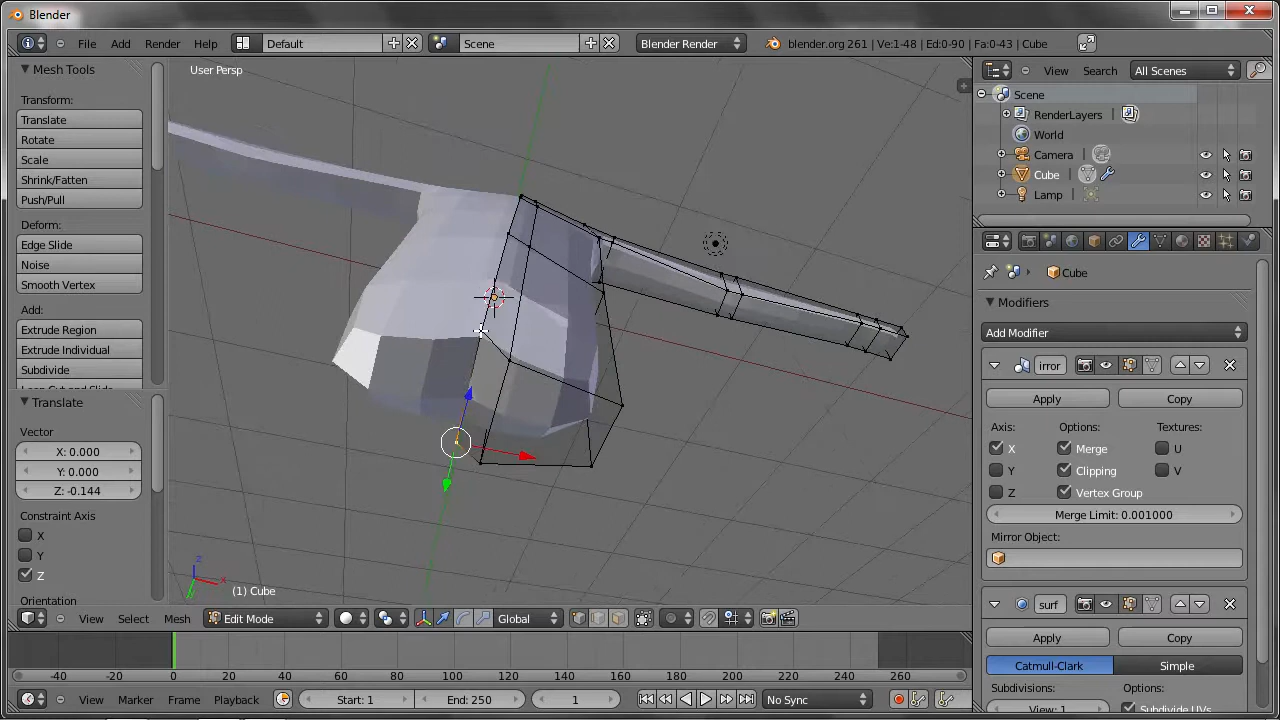 Blender
File Add Render Help Default Scene Blender Render blender.org 261 | Ve:1-48 | Ed:0-90 | Fa:0-43 | Cube
Mesh Tools
Transform:
Translate
Rotate
Scale
Shrink/Fatten
Push/Pull
Deform:
Edge Slide
Noise
Smooth Vertex
Add:
Extrude Region
Extrude Individual
Subdivide
Loop Cut and Slide
Translate
Vector
X: 0.000
Y: 0.000
Z: -0.144
Constraint Axis
X
Y
Z
Orientation
User Persp
z
x
y
(1) Cube
View Select Mesh Edit Mode Global
-40 -20 0 20 40 60 80 100 120 140 160 180 200 220 240 260
View Marker Frame Playback Start: 1 End: 250 1 No Sync
View Search All Scenes
Scene
RenderLayers |
World
Camera |
Cube |
Lamp |
Cube
Modifiers
Add Modifier
irror
Apply Copy
Axis: Options: Textures:
X Merge U
Y Clipping V
Z Vertex Group
Merge Limit: 0.001000
Mirror Object:
surf
Apply Copy
Catmull-Clark Simple
Subdivisions: Options:
View: 1 Subdivide UVs